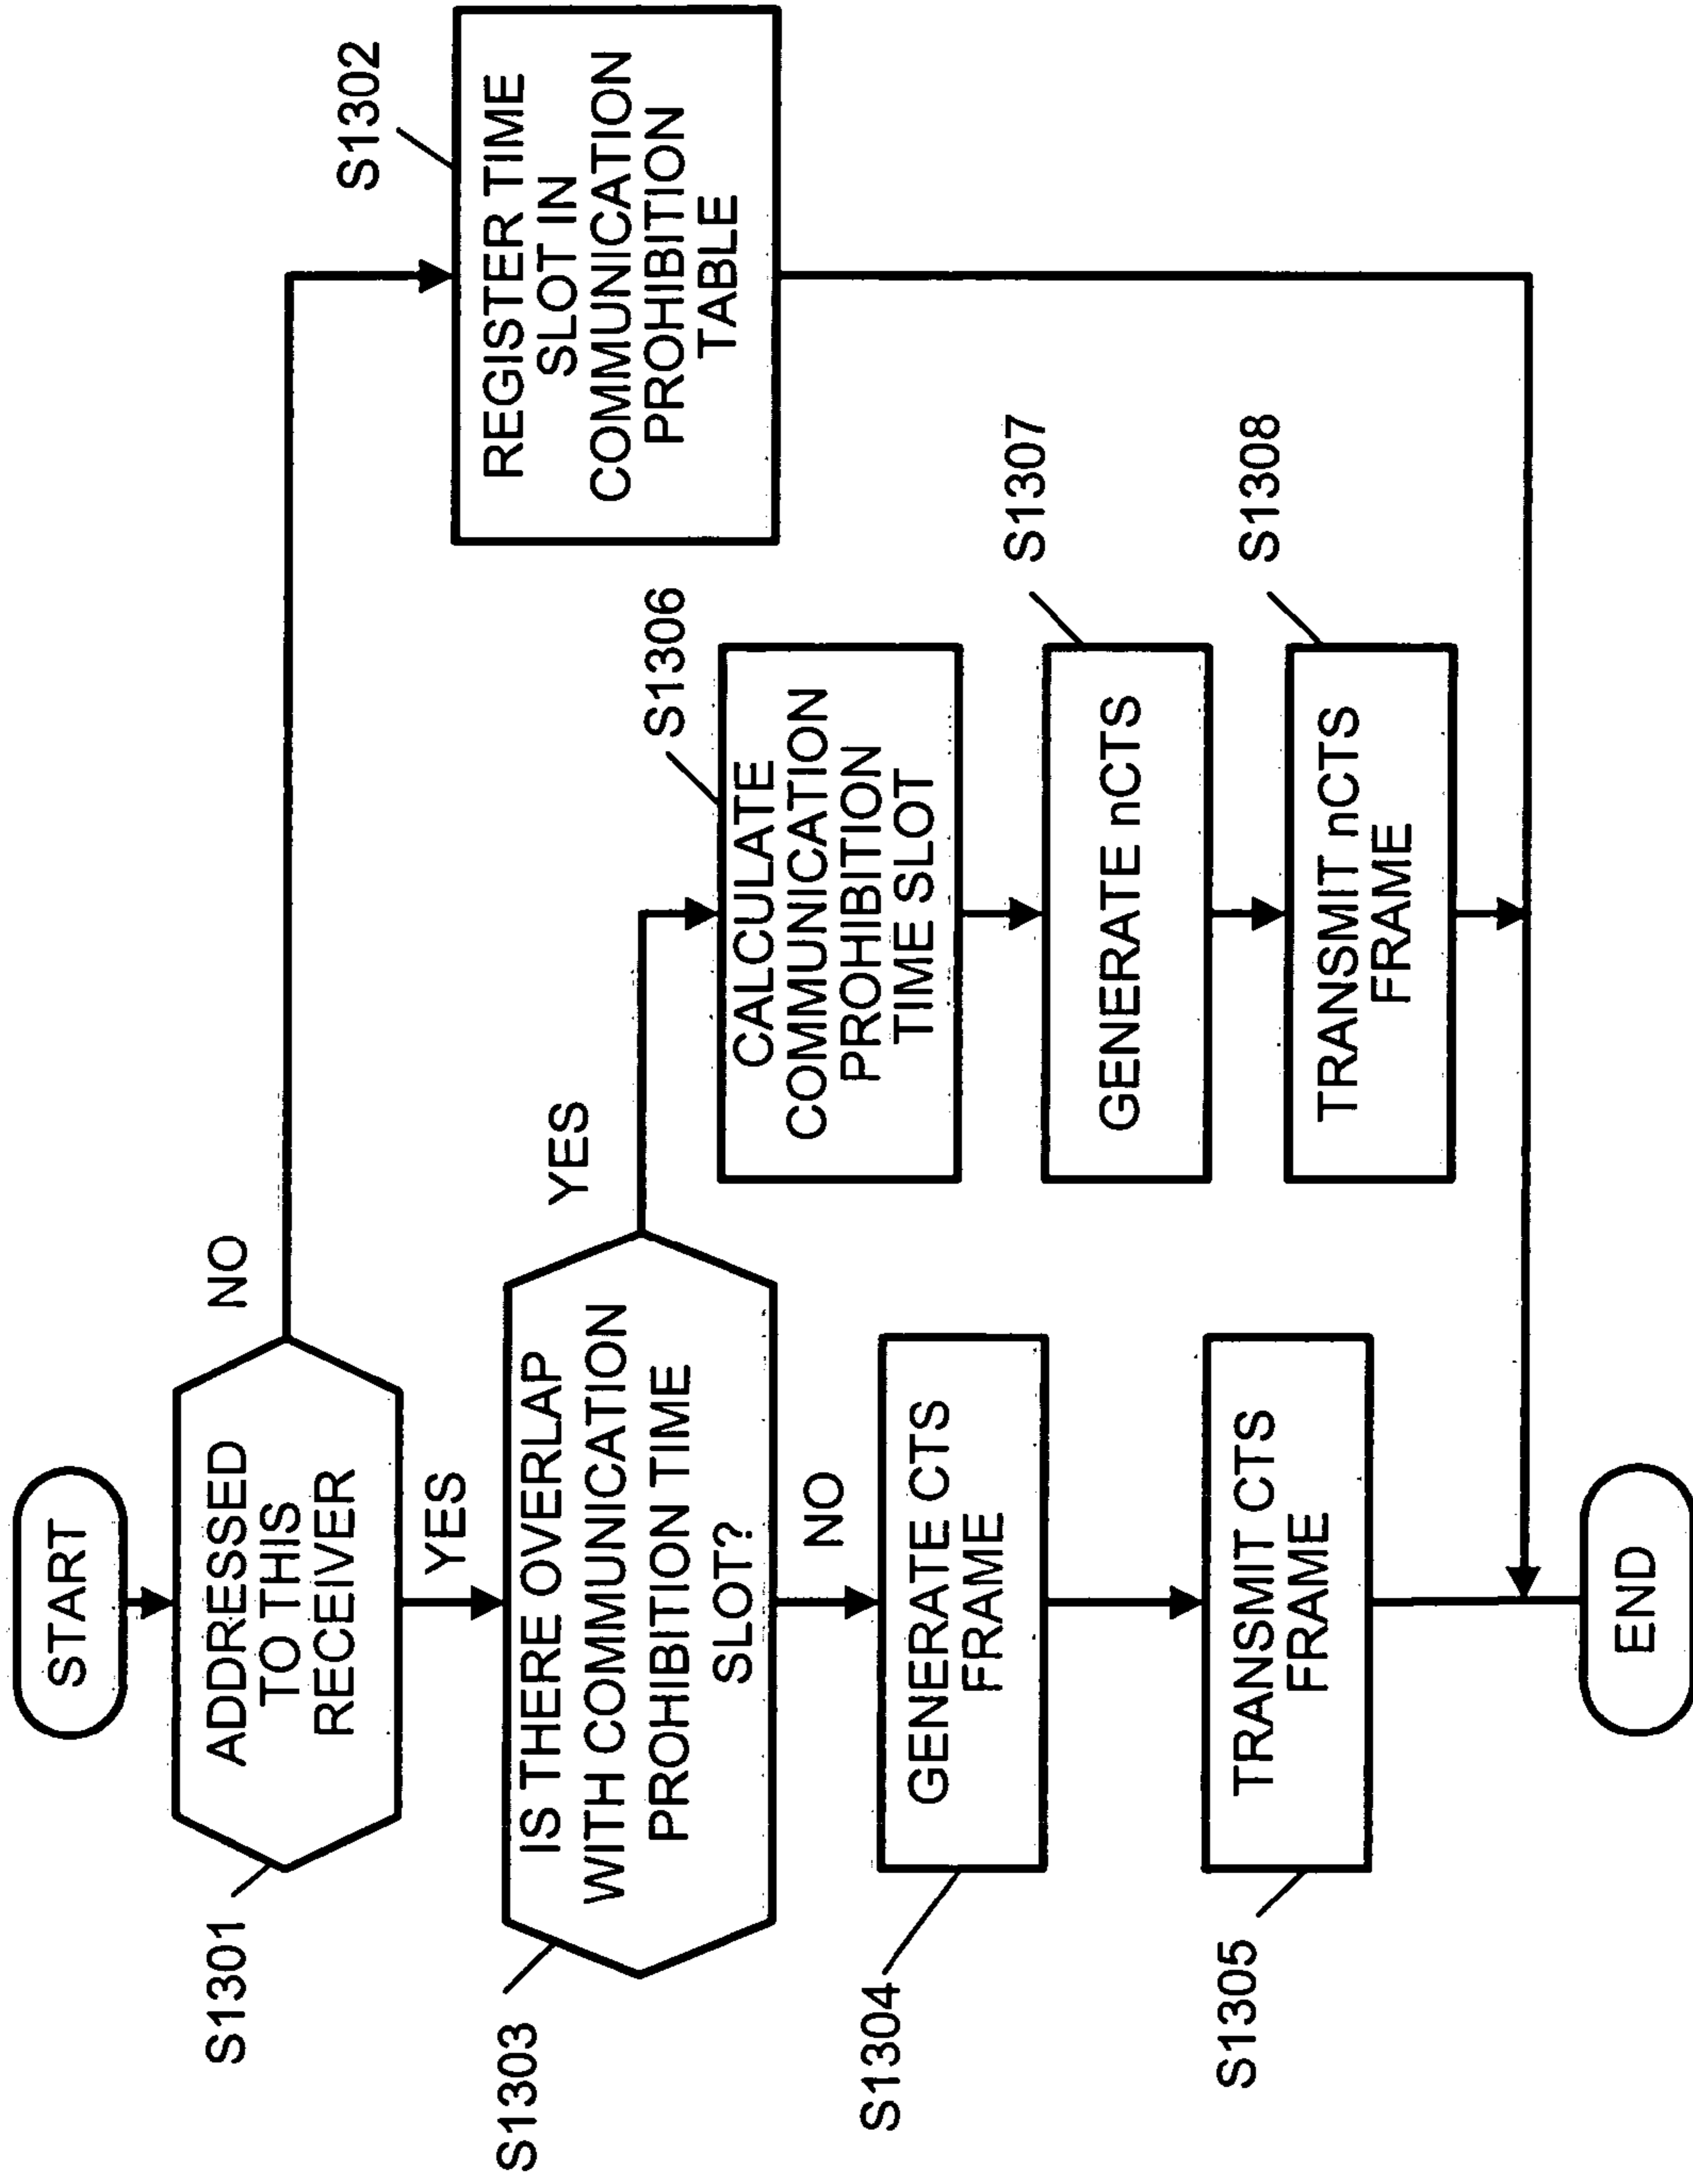 START
S1301
ADDRESSED
TO THIS
RECEIVER
NO
YES
S1302
REGISTER TIME
SLOT IN
COMMUNICATION
PROHIBITION
TABLE
S1303
IS THERE OVERLAP
WITH COMMUNICATION
PROHIBITION TIME
SLOT?
YES
NO
S1304
GENERATE CTS
FRAME
S1305
TRANSMIT CTS
FRAME
S1306
CALCULATE
COMMUNICATION
PROHIBITION
TIME SLOT
S1307
GENERATE nCTS
S1308
TRANSMIT nCTS
FRAME
END